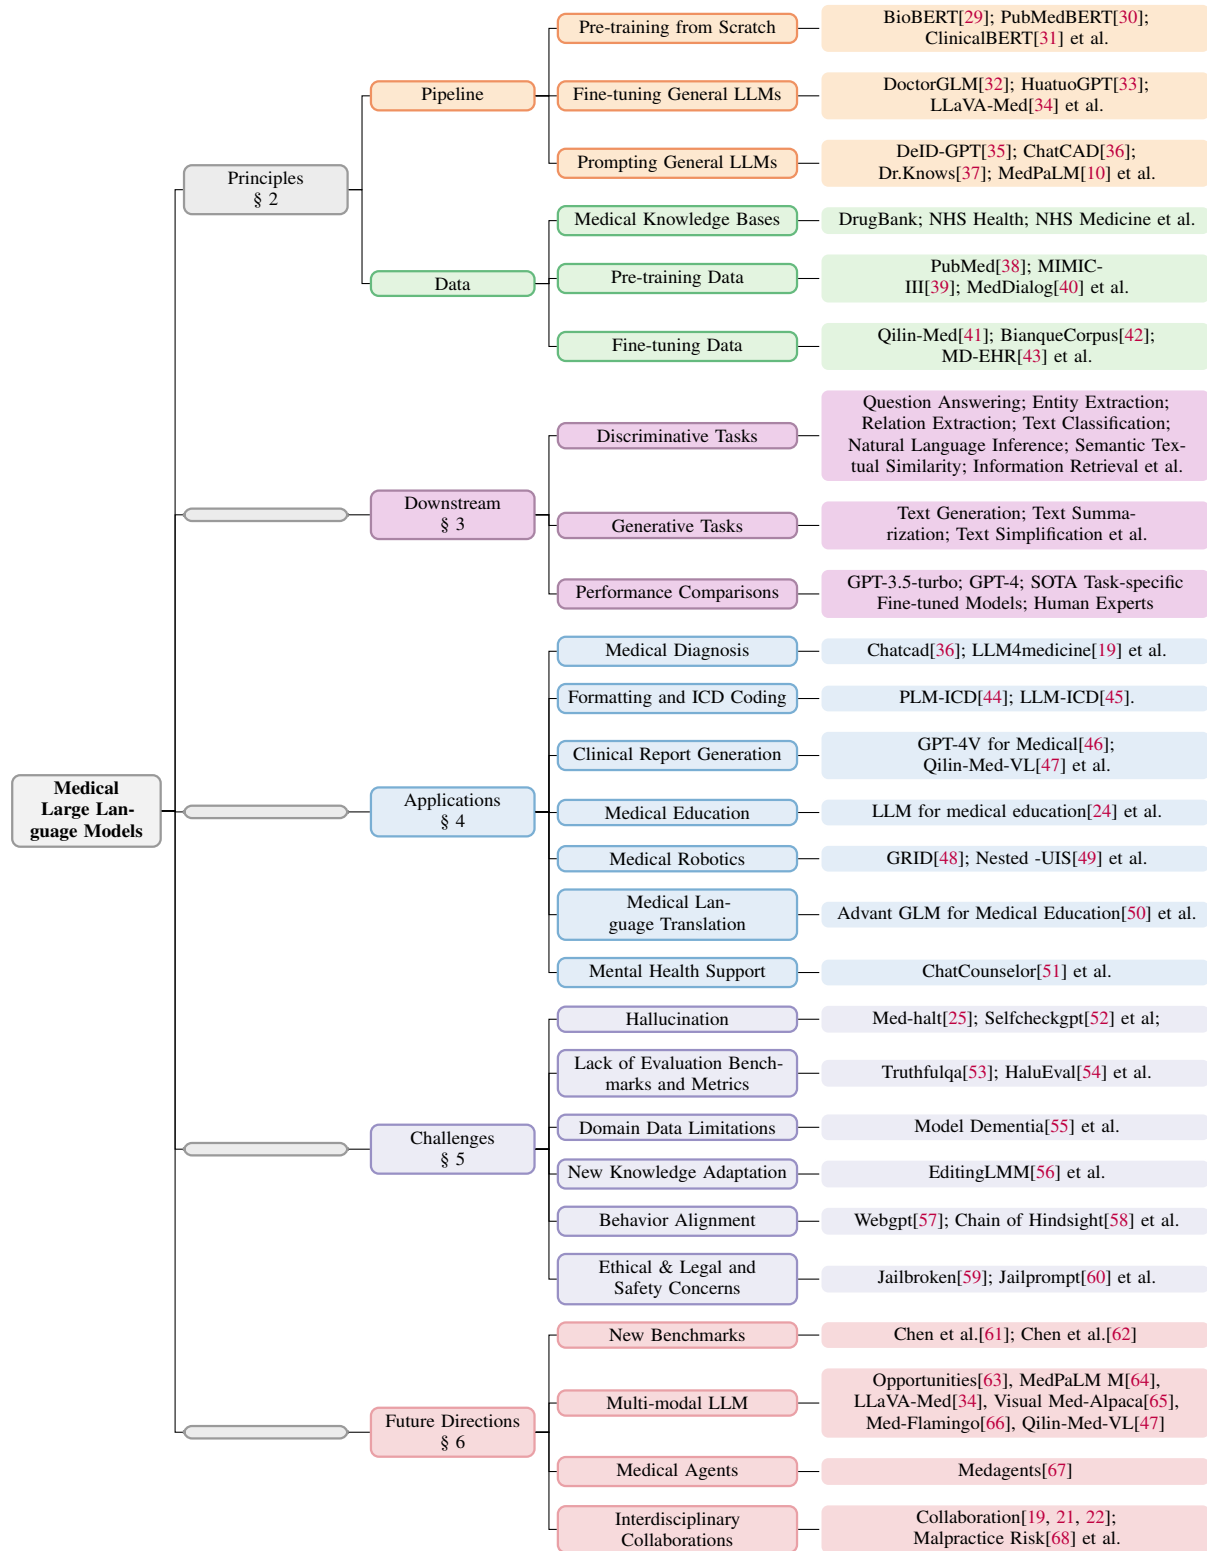 Medical
Large Lan-
guage Models
Principles
§ 2
Pipeline
Pre-training from Scratch
BioBERT[29]; PubMedBERT[30];
ClinicalBERT[31] et al.
Fine-tuning General LLMs
DoctorGLM[32]; HuatuoGPT[33];
LLaVA-Med[34] et al.
Prompting General LLMs
DeID-GPT[35]; ChatCAD[36];
Dr.Knows[37]; MedPaLM[10] et al.
Data
Medical Knowledge Bases
DrugBank; NHS Health; NHS Medicine et al.
Pre-training Data
PubMed[38]; MIMIC-
III[39]; MedDialog[40] et al.
Fine-tuning Data
Qilin-Med[41]; BianqueCorpus[42];
MD-EHR[43] et al.
Downstream
§ 3
Discriminative Tasks
Question Answering; Entity Extraction;
Relation Extraction; Text Classification;
Natural Language Inference; Semantic Tex-
tual Similarity; Information Retrieval et al.
Generative Tasks
Text Generation; Text Summa-
rization; Text Simplification et al.
Performance Comparisons
GPT-3.5-turbo; GPT-4; SOTA Task-specific
Fine-tuned Models; Human Experts
Applications
§ 4
Medical Diagnosis
Chatcad[36]; LLM4medicine[19] et al.
Formatting and ICD Coding
PLM-ICD[44]; LLM-ICD[45].
Clinical Report Generation
GPT-4V for Medical[46];
Qilin-Med-VL[47] et al.
Medical Education
LLM for medical education[24] et al.
Medical Robotics
GRID[48]; Nested -UIS[49] et al.
Medical Lan-
guage Translation
Advant GLM for Medical Education[50] et al.
Mental Health Support
ChatCounselor[51] et al.
Challenges
§ 5
Hallucination
Med-halt[25]; Selfcheckgpt[52] et al;
Lack of Evaluation Bench-
marks and Metrics
Truthfulqa[53]; HaluEval[54] et al.
Domain Data Limitations
Model Dementia[55] et al.
New Knowledge Adaptation
EditingLMM[56] et al.
Behavior Alignment
Webgpt[57]; Chain of Hindsight[58] et al.
Ethical & Legal and
Safety Concerns
Jailbroken[59]; Jailprompt[60] et al.
Future Directions
§ 6
New Benchmarks
Chen et al.[61]; Chen et al.[62]
Multi-modal LLM
Opportunities[63], MedPaLM M[64],
LLaVA-Med[34], Visual Med-Alpaca[65],
Med-Flamingo[66], Qilin-Med-VL[47]
Medical Agents
Medagents[67]
Interdisciplinary
Collaborations
Collaboration[19, 21, 22];
Malpractice Risk[68] et al.